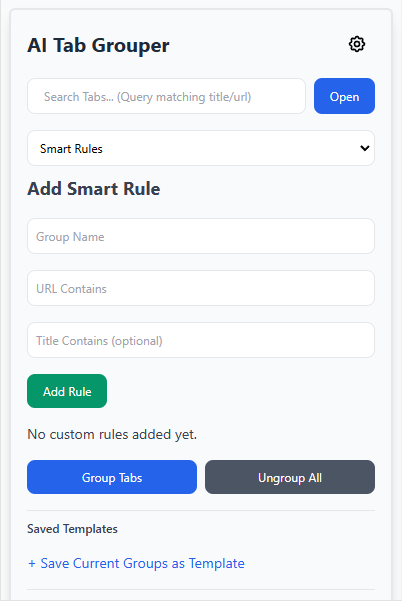 AI Tab Grouper
Search Tabs... (Query matching title/url)
Open
Smart Rules
Add Smart Rule
Group Name
URL Contains
Title Contains (optional)
Add Rule
No custom rules added yet.
Group Tabs
Ungroup All
Saved Templates
+ Save Current Groups as Template